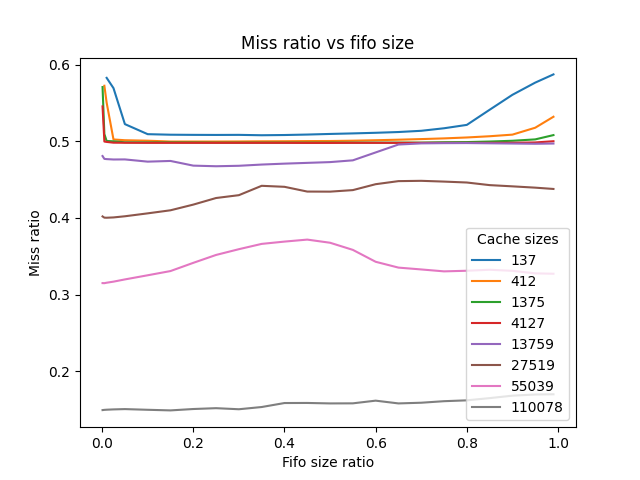 Miss ratio vs fifo size
0.6
0.5
0.4
0.3
0.2
Miss ratio
Cache sizes
137
412
1375
4127
13759
27519
55039
110078
0.0 0.2 0.4 0.6 0.8 1.0
Fifo size ratio